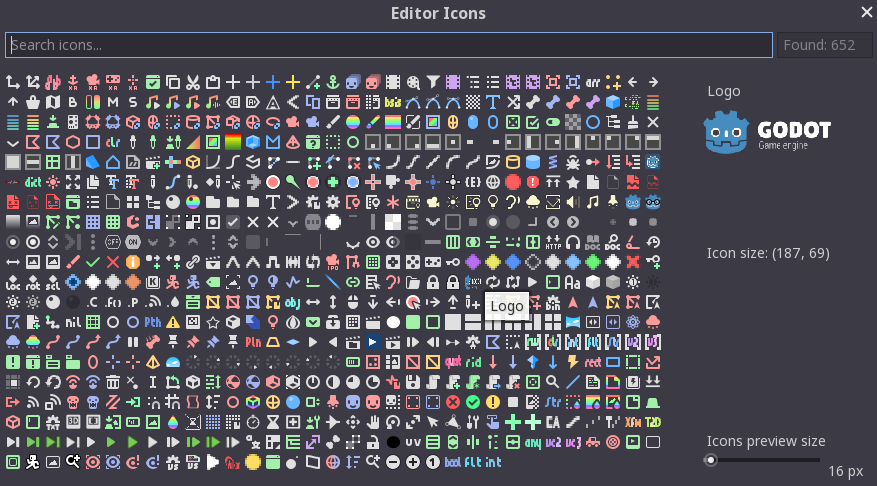 Editor Icons
Search icons...
Found: 652
Logo
GODOT
Game engine
Icon size: (187, 69)
Logo
Icons preview size
16 px